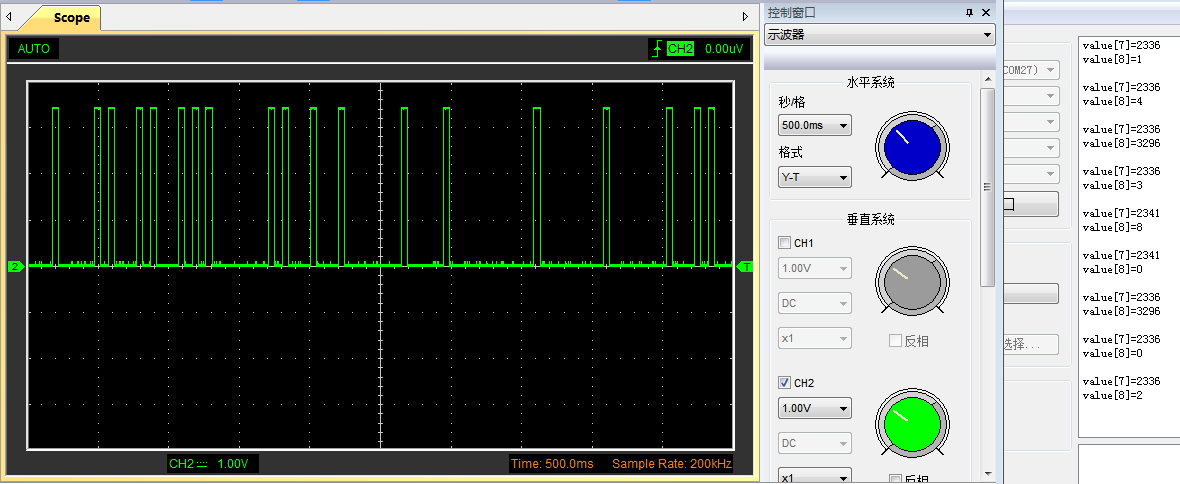 Scope
AUTO
CH2 0.00uV
2
T
CH2 1.00V
Time: 500.0ms Sample Rate: 200kHz
控制窗口
示波器
水平系统
秒/格
500.0ms
格式
Y-T
垂直系统
CH1
1.00V
DC
x1
反相
CH2
1.00V
DC
x1
反相
COM27)
选择...
value[7]=2336
value[8]=1
value[7]=2336
value[8]=4
value[7]=2336
value[8]=3296
value[7]=2336
value[8]=3
value[7]=2341
value[8]=8
value[7]=2341
value[8]=0
value[7]=2336
value[8]=3296
value[7]=2336
value[8]=0
value[7]=2336
value[8]=2